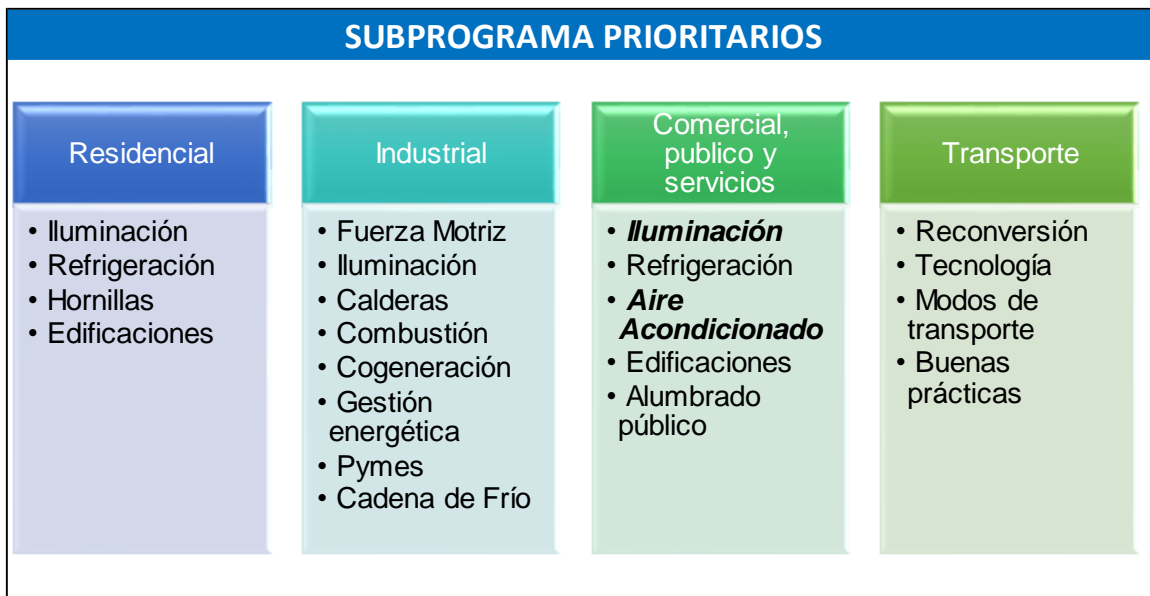 SUBPROGRAMA PRIORITARIOS
Residencial
• Iluminación
• Refrigeración
• Hornillas
• Edificaciones
Industrial
• Fuerza Motriz
• Iluminación
• Calderas
• Combustión
• Cogeneración
• Gestión
energética
• Pymes
• Cadena de Frío
Comercial,
publico y
servicios
• Iluminación
• Refrigeración
• Aire
Acondicionado
• Edificaciones
• Alumbrado
público
Transporte
• Reconversión
• Tecnología
• Modos de
transporte
• Buenas
prácticas